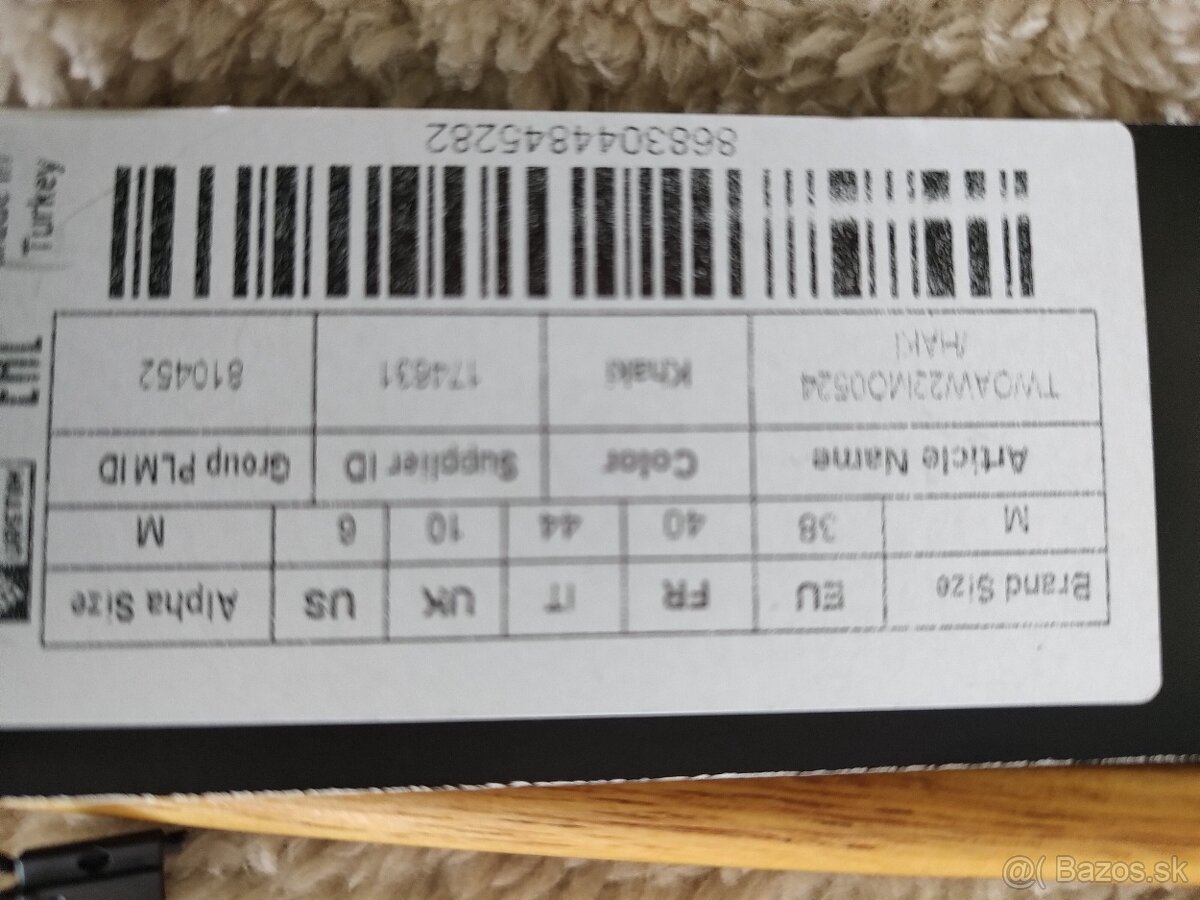 Brand Size EU FR IT UK US Alpha Size
M 38 40 44 10 6 M
Article Name Color Supplier ID Group PLM ID
TWOAW22MO0524 Khaki 174831 810452
/HAKİ
8683044845282
Turkey
EAC
@( Bazos.sk